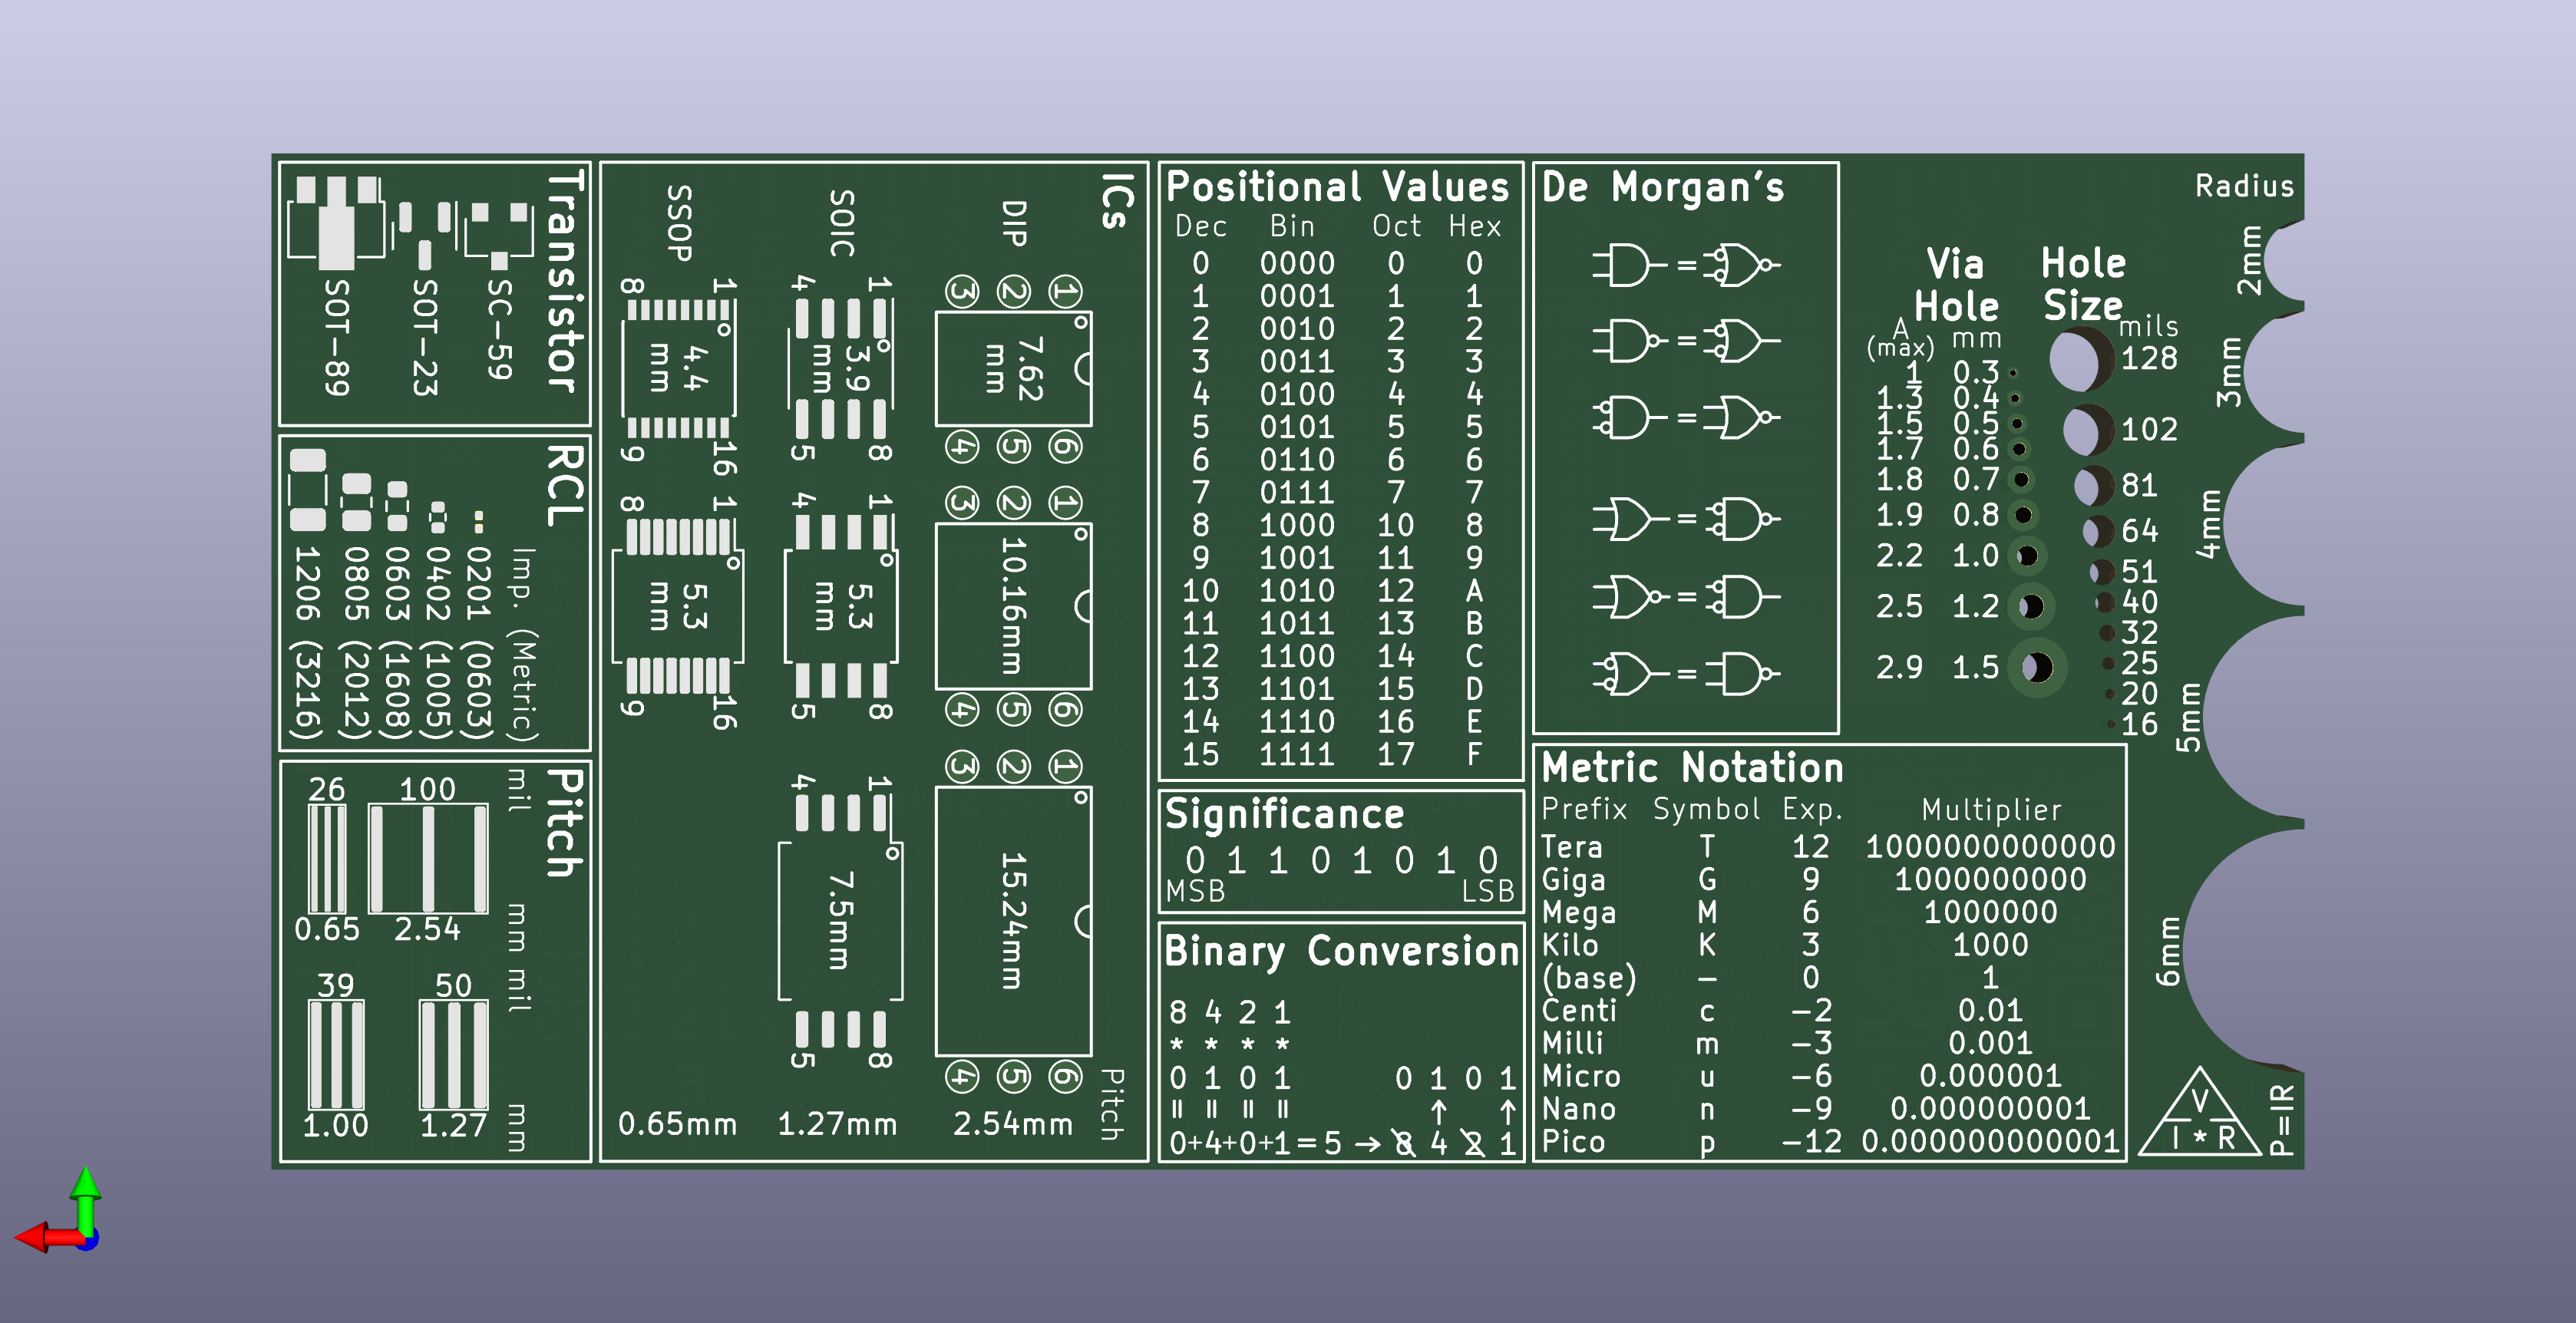 Transistor
SOT-89
SOT-23
SC-59
RCL
Imp. (Metric)
0201 (0603)
0402 (1005)
0603 (1608)
0805 (2012)
1206 (3216)
Pitch
mil
26 100
0.65 2.54
mm
mil
39 50
1.00 1.27
mm
ICs
DIP
1 2 3
7.62
mm
4 5 6
1 2 3
10.16mm
4 5 6
1 2 3
15.24mm
4 5 6
SOIC
1 4
3.9
mm
5 8
1 4
5.3
mm
5 8
1 4
7.5mm
5 8
SSOP
1 8
4.4
mm
9 16
1 8
5.3
mm
9 16
Pitch
0.65mm 1.27mm 2.54mm
Positional Values
Dec Bin Oct Hex
0 0000 0 0
1 0001 1 1
2 0010 2 2
3 0011 3 3
4 0100 4 4
5 0101 5 5
6 0110 6 6
7 0111 7 7
8 1000 10 8
9 1001 11 9
10 1010 12 A
11 1011 13 B
12 1100 14 C
13 1101 15 D
14 1110 16 E
15 1111 17 F
Significance
0 1 1 0 1 0 1 0
MSB LSB
Binary Conversion
8 4 2 1
* * * *
0 1 0 1 0 1 0 1
= = = = ↑ ↑
0+4+0+1=5 → 8 4 2 1
De Morgan's
=
=
=
=
=
=
Via
Hole
A
(max) mm
1 0.3
1.3 0.4
1.5 0.5
1.7 0.6
1.8 0.7
1.9 0.8
2.2 1.0
2.5 1.2
2.9 1.5
Hole
Size
mils
128
102
81
64
51
40
32
25
20
16
Radius
2mm
3mm
4mm
5mm
6mm
Metric Notation
Prefix Symbol Exp. Multiplier
Tera T 12 1000000000000
Giga G 9 1000000000
Mega M 6 1000000
Kilo K 3 1000
(base) - 0 1
Centi c -2 0.01
Milli m -3 0.001
Micro u -6 0.000001
Nano n -9 0.000000001
Pico p -12 0.000000000001
V
I * R
P=IR